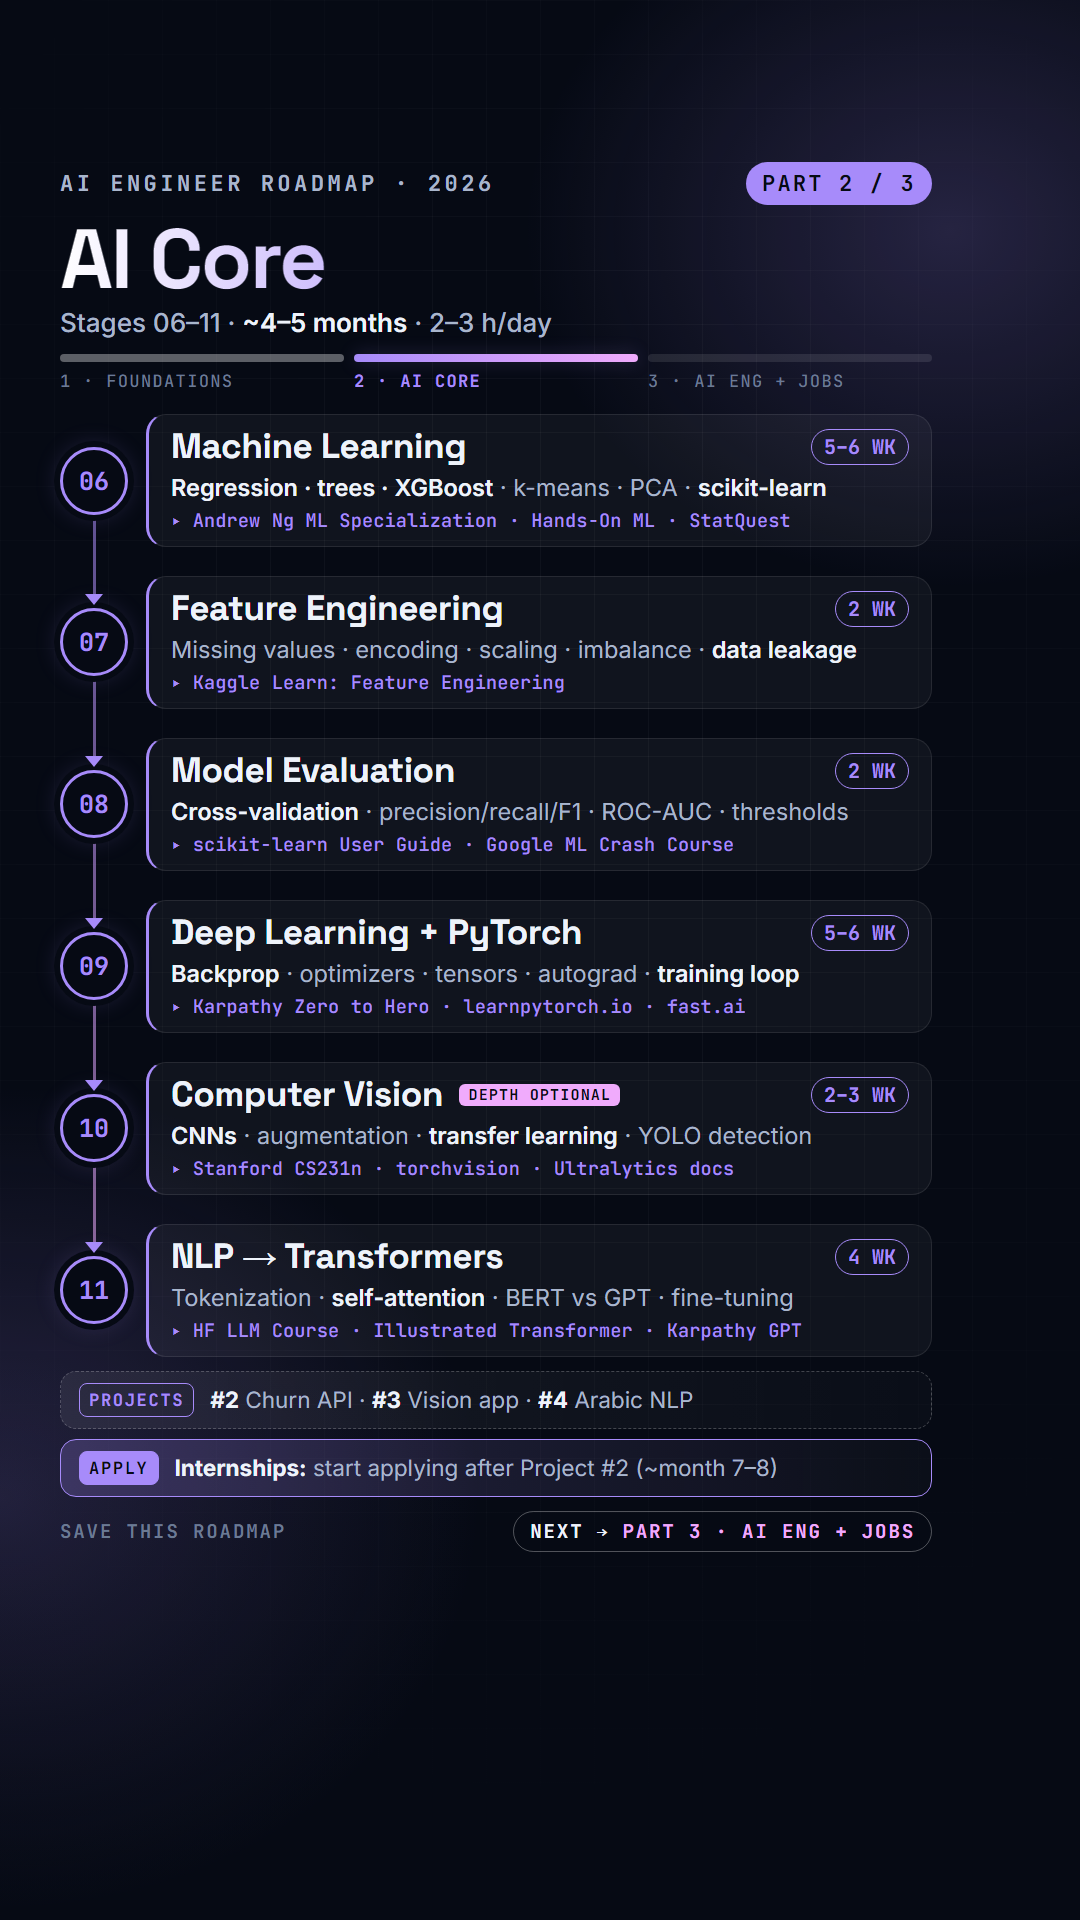 AI ENGINEER ROADMAP · 2026
PART 2 / 3
AI Core
Stages 06–11 · ~4–5 months · 2–3 h/day
1 · FOUNDATIONS
2 · AI CORE
3 · AI ENG + JOBS
06
Machine Learning
5–6 WK
Regression · trees · XGBoost · k-means · PCA · scikit-learn
▸ Andrew Ng ML Specialization · Hands-On ML · StatQuest
07
Feature Engineering
2 WK
Missing values · encoding · scaling · imbalance · data leakage
▸ Kaggle Learn: Feature Engineering
08
Model Evaluation
2 WK
Cross-validation · precision/recall/F1 · ROC-AUC · thresholds
▸ scikit-learn User Guide · Google ML Crash Course
09
Deep Learning + PyTorch
5–6 WK
Backprop · optimizers · tensors · autograd · training loop
▸ Karpathy Zero to Hero · learnpytorch.io · fast.ai
10
Computer Vision
DEPTH OPTIONAL
2–3 WK
CNNs · augmentation · transfer learning · YOLO detection
▸ Stanford CS231n · torchvision · Ultralytics docs
11
NLP → Transformers
4 WK
Tokenization · self-attention · BERT vs GPT · fine-tuning
▸ HF LLM Course · Illustrated Transformer · Karpathy GPT
PROJECTS #2 Churn API · #3 Vision app · #4 Arabic NLP
APPLY Internships: start applying after Project #2 (~month 7–8)
SAVE THIS ROADMAP
NEXT → PART 3 · AI ENG + JOBS